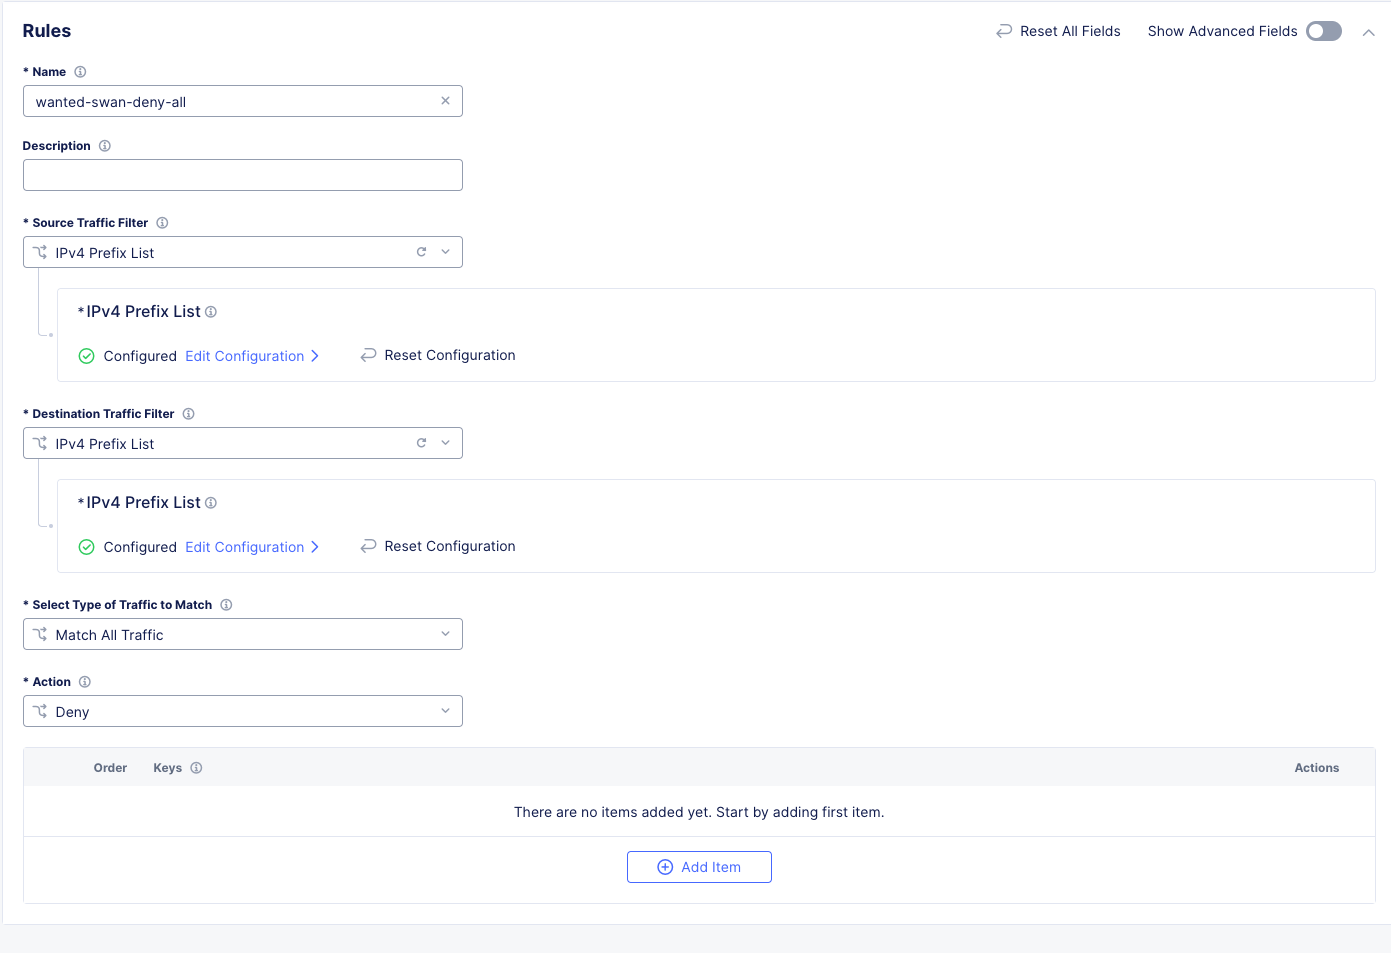 Rules
Reset All Fields
Show Advanced Fields
* Name
wanted-swan-deny-all
Description
* Source Traffic Filter
IPv4 Prefix List
*IPv4 Prefix List
Configured Edit Configuration
Reset Configuration
* Destination Traffic Filter
IPv4 Prefix List
*IPv4 Prefix List
Configured Edit Configuration
Reset Configuration
* Select Type of Traffic to Match
Match All Traffic
* Action
Deny
Order Keys Actions
There are no items added yet. Start by adding first item.
Add Item